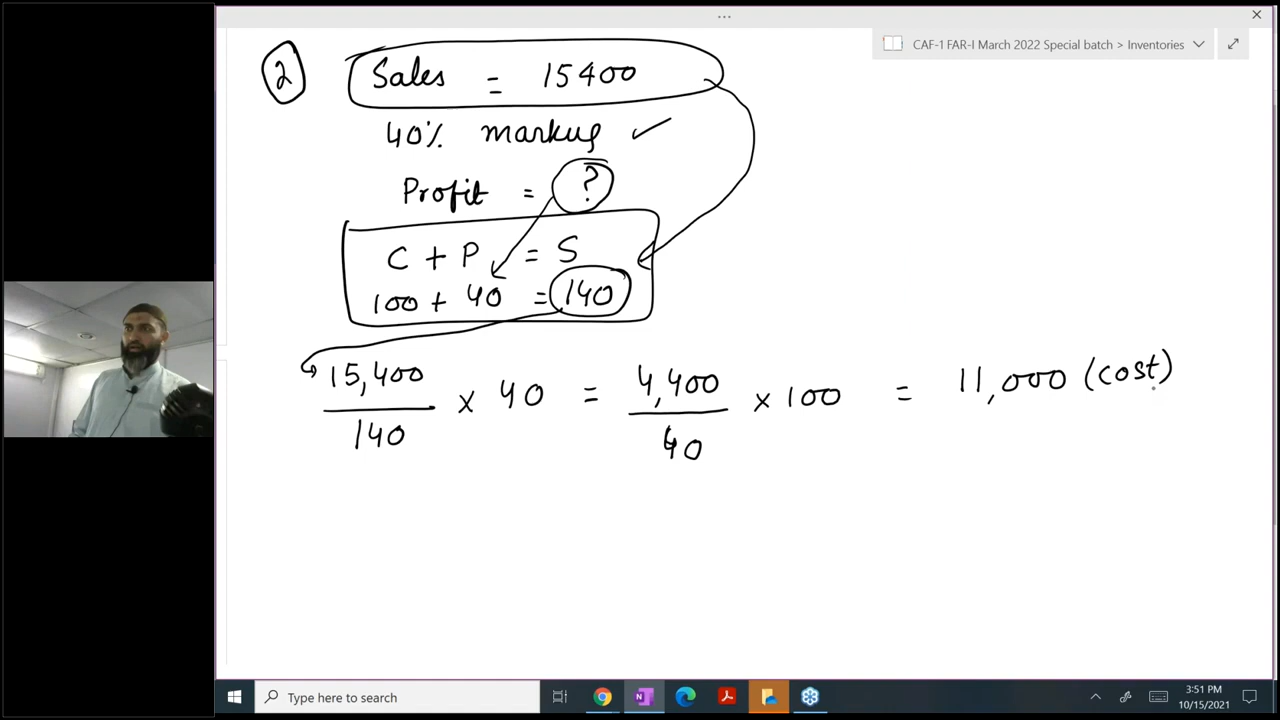 ...
CAF-1 FAR-I March 2022 Special batch > Inventories
2 Sales = 15400
40% markup ✓
Profit = ?
C + P = S
100 + 40 = 140
15,400/140 × 40 = 4,400/40 × 100 = 11,000 (cost)
Type here to search
3:51 PM
10/15/2021